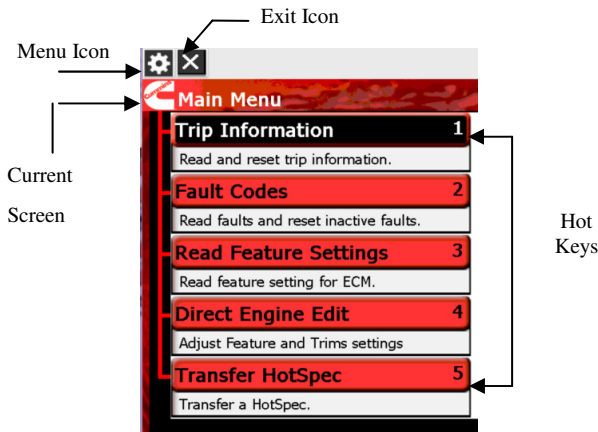 Exit Icon
Menu Icon
Main Menu
Trip Information 1
Read and reset trip information.
Fault Codes 2
Read faults and reset inactive faults.
Read Feature Settings 3
Read feature setting for ECM.
Direct Engine Edit 4
Adjust Feature and Trims settings
Transfer HotSpec 5
Transfer a HotSpec.
Current
Screen
Hot
Keys